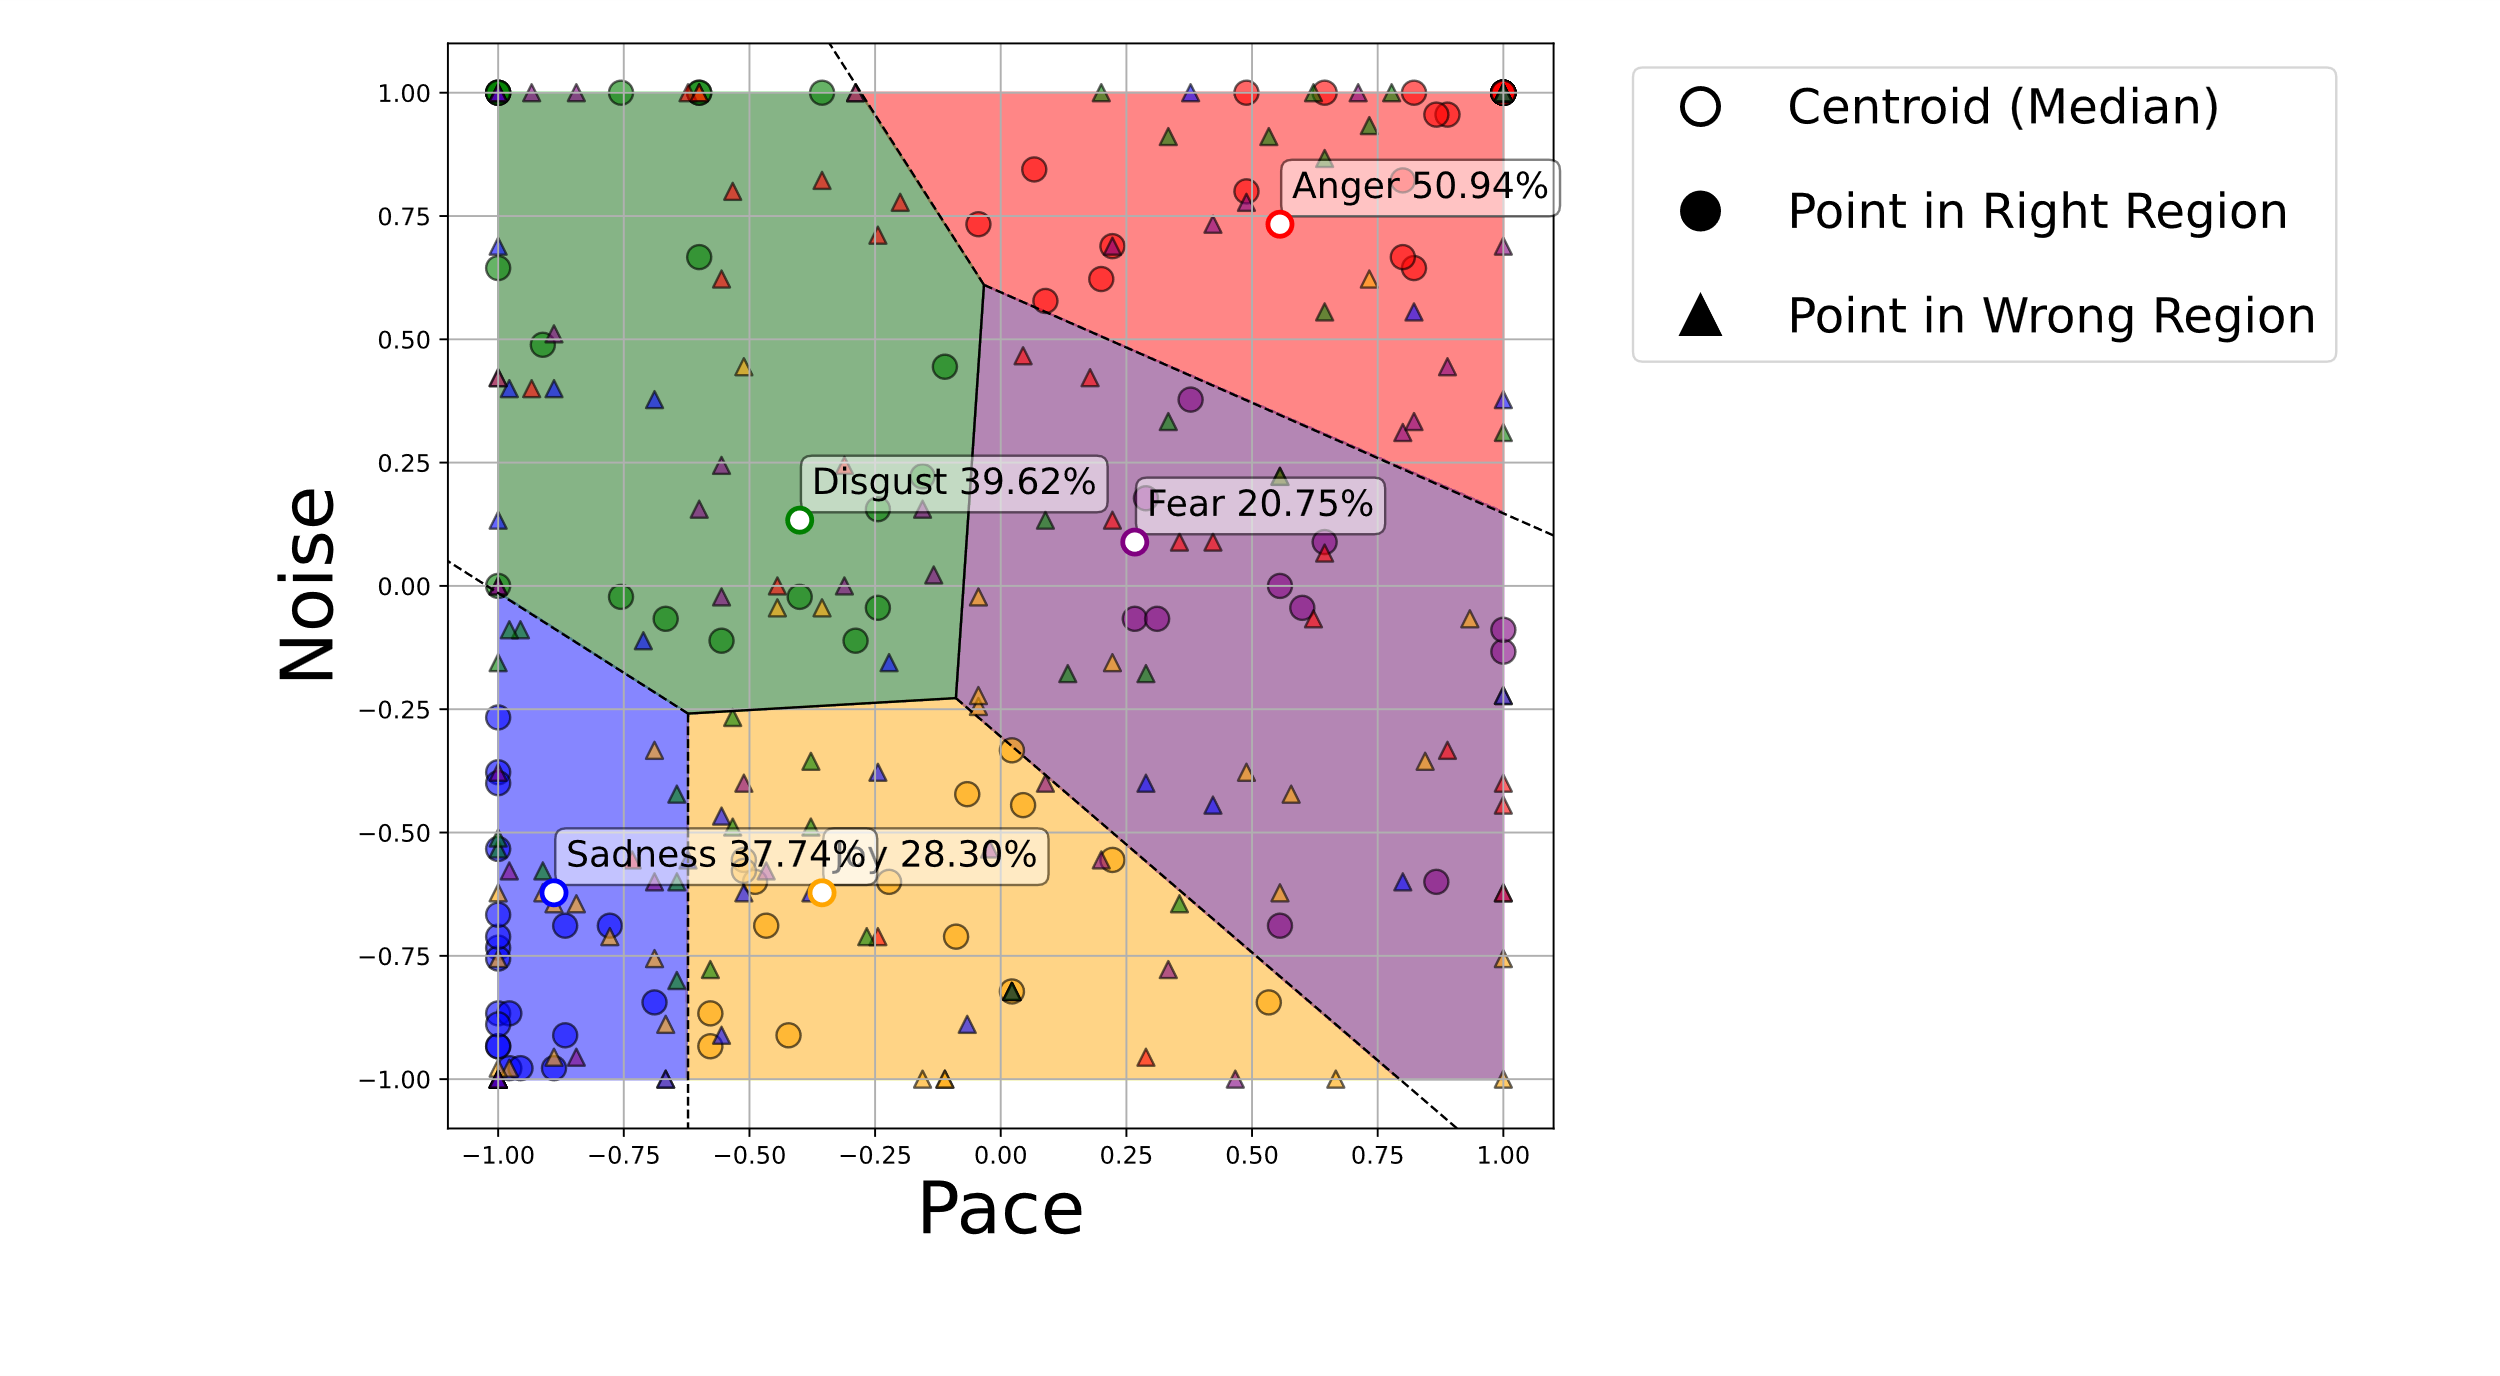 1.00
0.75
0.50
0.25
0.00
−0.25
−0.50
−0.75
−1.00
Noise
Anger 50.94%
Disgust 39.62%
Fear 20.75%
Sadness 37.74%
Joy 28.30%
−1.00 −0.75 −0.50 −0.25 0.00 0.25 0.50 0.75 1.00
Pace
Centroid (Median)
Point in Right Region
Point in Wrong Region